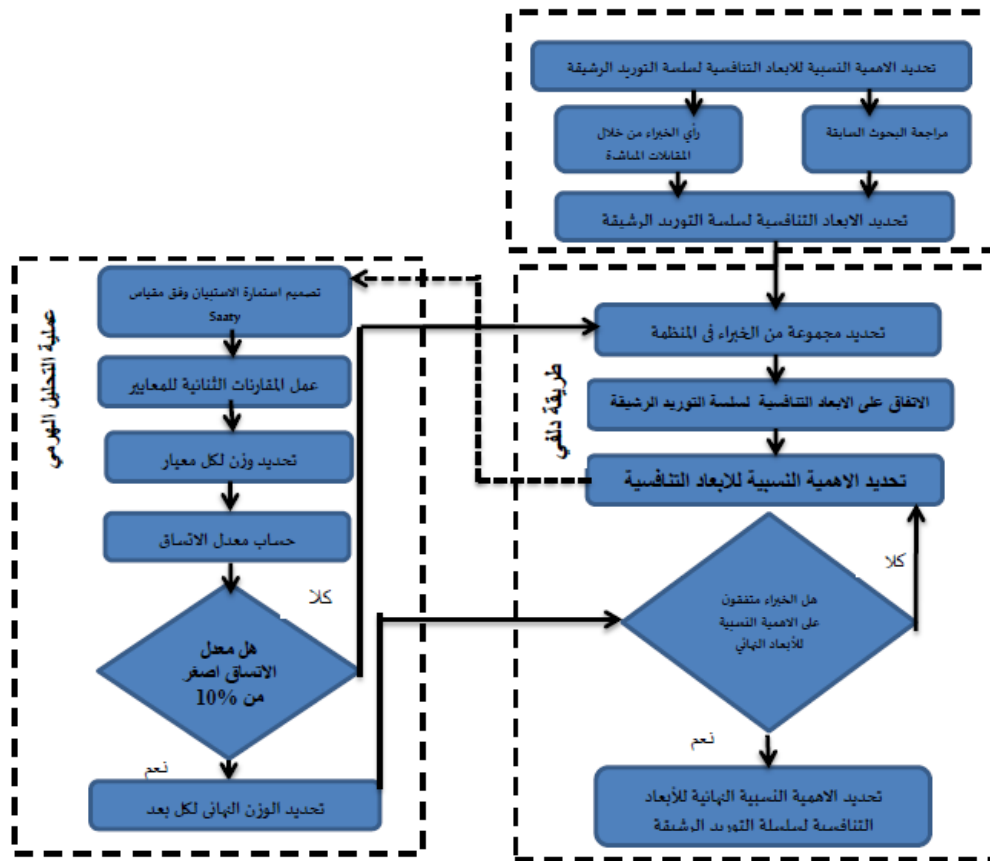 تحديد الاهمية النسبية للابعاد التنافسية لسلسة التوريد الرشيقة
مراجعة البحوث السابقة
رأي الخبراء من خلال
المقابلات المباشرة
تحديد الابعاد التنافسية لسلسة التوريد الرشيقة
طريقة دلفي
تحديد مجموعة من الخبراء في المنظمة
الاتفاق على الابعاد التنافسية لسلسة التوريد الرشيقة
تحديد الاهمية النسبية للابعاد التنافسية
هل الخبراء متفقون
على الاهمية النسبية
للأبعاد النهائي
كلا
نعم
تحديد الاهمية النسبية النهائية للأبعاد
التنافسية لسلسلة التوريد الرشيقة
عملية التحليل الهرمي
تصميم استمارة الاستبيان وفق مقياس
Saaty
عمل المقارنات الثنائية للمعايير
تحديد وزن لكل معيار
حساب معدل الاتساق
هل معدل
الاتساق اصغر
من 10%
كلا
نعم
تحديد الوزن النهائي لكل بعد